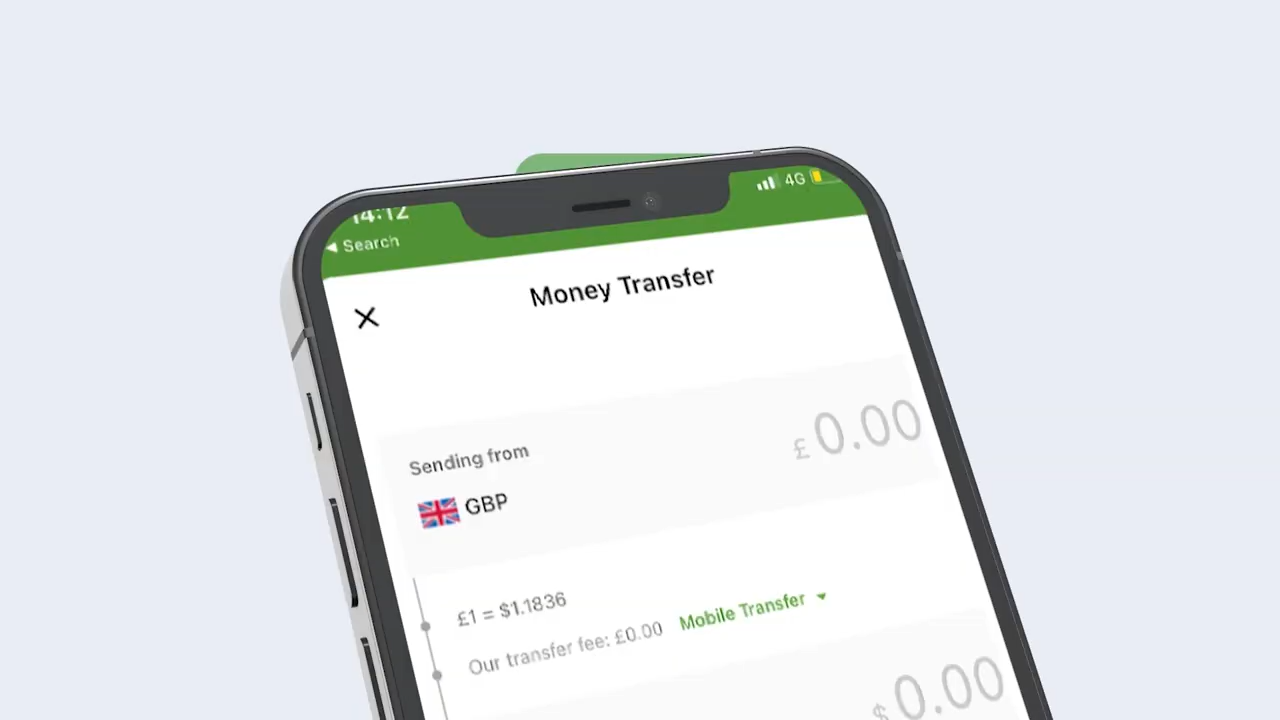 14:12
4G
◀ Search
Money Transfer
Sending from
£ 0.00
GBP
£1 = $1.1836
Our transfer fee: £0.00 Mobile Transfer
$ 0.00